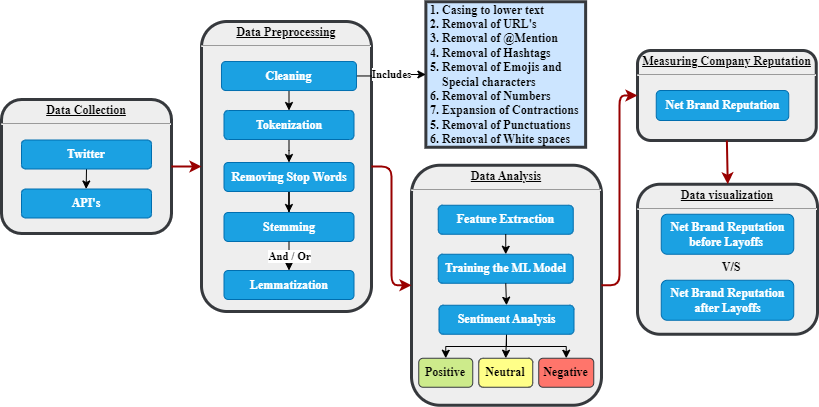 Data Collection
Twitter
API's
Data Preprocessing
Cleaning
Tokenization
Removing Stop Words
Stemming
And / Or
Lemmatization
Includes
1. Casing to lower text
2. Removal of URL's
3. Removal of @Mention
4. Removal of Hashtags
5. Removal of Emojis and
Special characters
6. Removal of Numbers
7. Expansion of Contractions
5. Removal of Punctuations
6. Removal of White spaces
Data Analysis
Feature Extraction
Training the ML Model
Sentiment Analysis
Positive
Neutral
Negative
Measuring Company Reputation
Net Brand Reputation
Data visualization
Net Brand Reputation
before Layoffs
V/S
Net Brand Reputation
after Layoffs